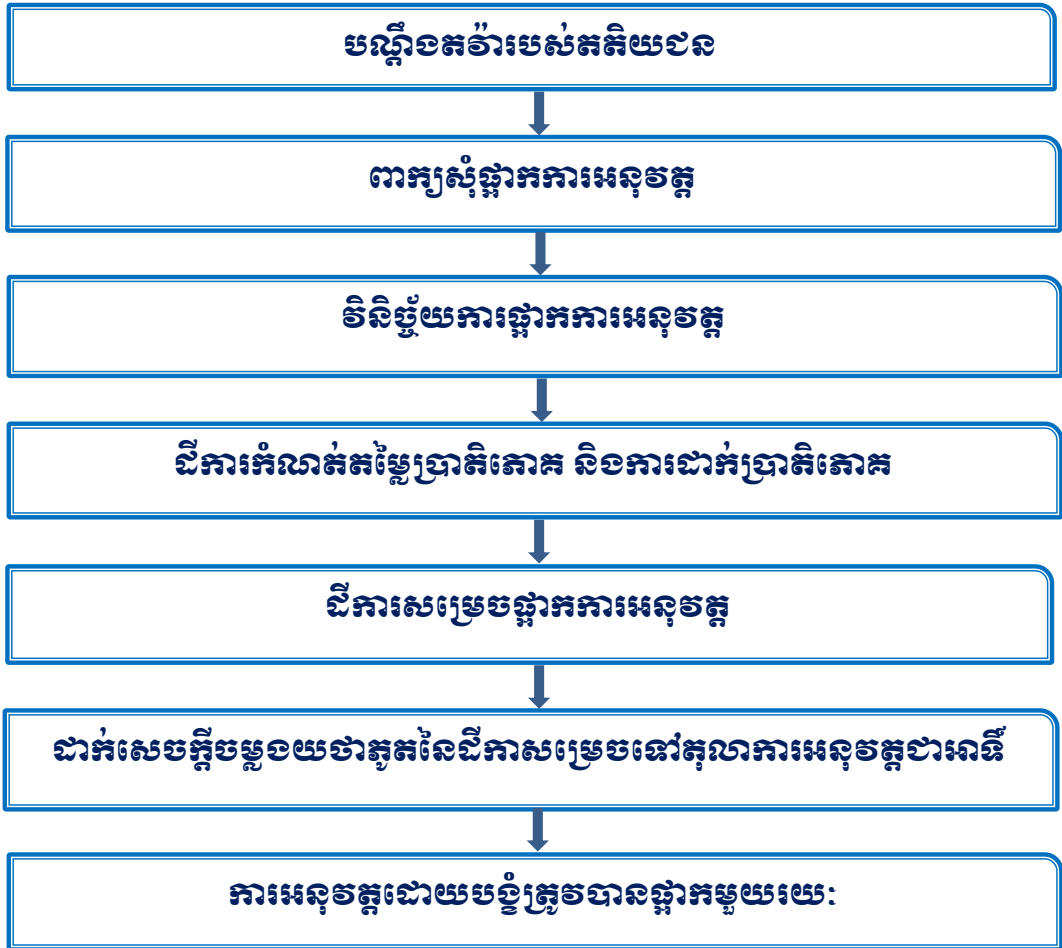 បណ្តឹងតវ៉ារបស់តតិយជន
ពាក្យសុំផ្អាកការអនុវត្ត
វិនិច្ច័យការផ្អាកការអនុវត្ត
ដីការកំណត់តម្លៃប្រាតិភោគ និងការដាក់ប្រាតិភោគ
ដីការសម្រេចផ្អាកការអនុវត្ត
ដាក់សេចក្តីចម្លងយថាភូតនៃដីកាសម្រេចទៅតុលាការអនុវត្តជាអាទិ៍
ការអនុវត្តដោយបង្ខំត្រូវបានផ្អាកមួយរយៈ